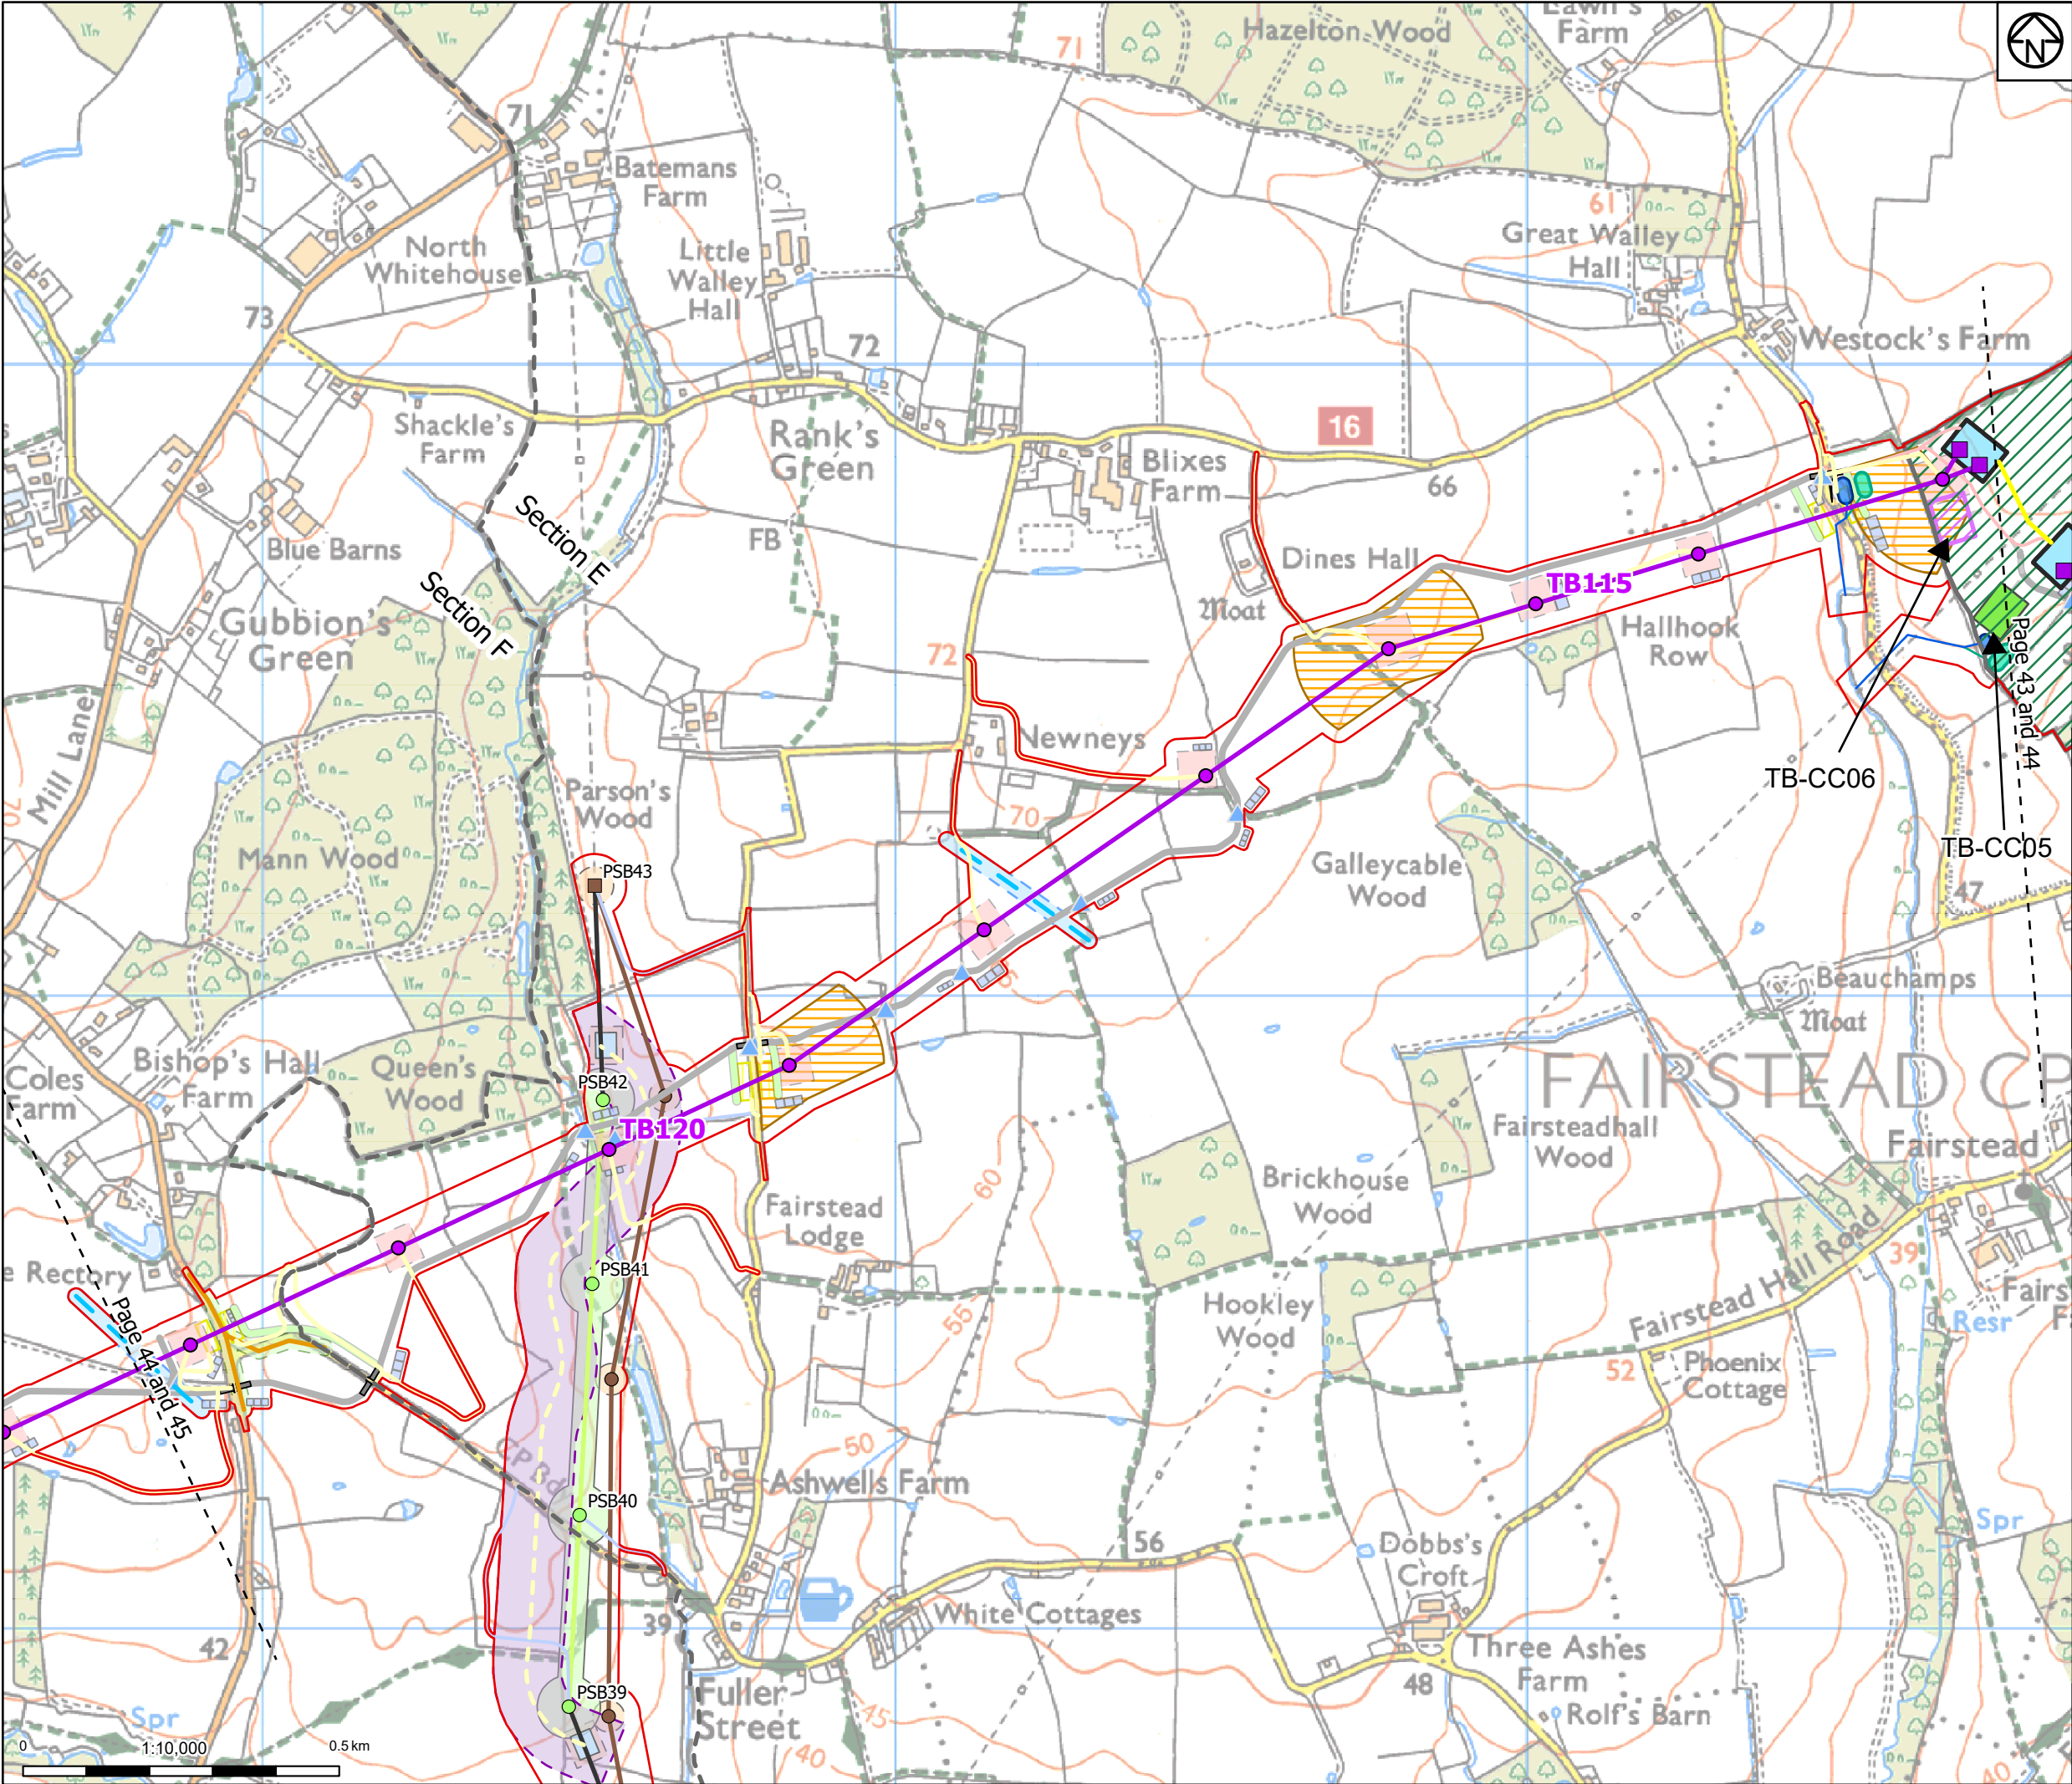 Hazelton Wood
Lawn's
Farm
N
71
71
Batemans
Farm
North
Whitehouse
Little
Walley
Hall
61
Great Walley
Hall
73
72
Westock's Farm
Shackle's
Farm
Rank's
Green
16
Blixes
Farm
66
Section E
Blue Barns
FB
Dines Hall
TB115
Section F
Moat
Gubbion's
Green
72
Hallhook
Row
Page 43 and 44
Mill Lane
Newneys
TB-CC06
Parson's
Wood
70
70
TB-CC05
Mann Wood
PSB43
Galleycable
Wood
47
Beauchamps
Moat
Bishop's Hall
Farm
Coles
Farm
Queen's
Wood
PSB42
FAIRSTEAD CP
TB120
Fairsteadhall
Wood
Fairstead
Brickhouse
Wood
60
Fairstead
Lodge
e Rectory
PSB41
Fairstead Hall Road
39
Hookley
Wood
Page 44 and 45
55
Resr
Fairs
F
52
Phoenix
Cottage
CP Bd
50
Ashwells Farm
PSB40
56
Spr
Dobb's
Croft
39
White Cottages
42
Three Ashes
Farm
48
PSB39
Fuller
Street
45
Rolf's Barn
Spr
40
40
0
1:10,000
0.5 km